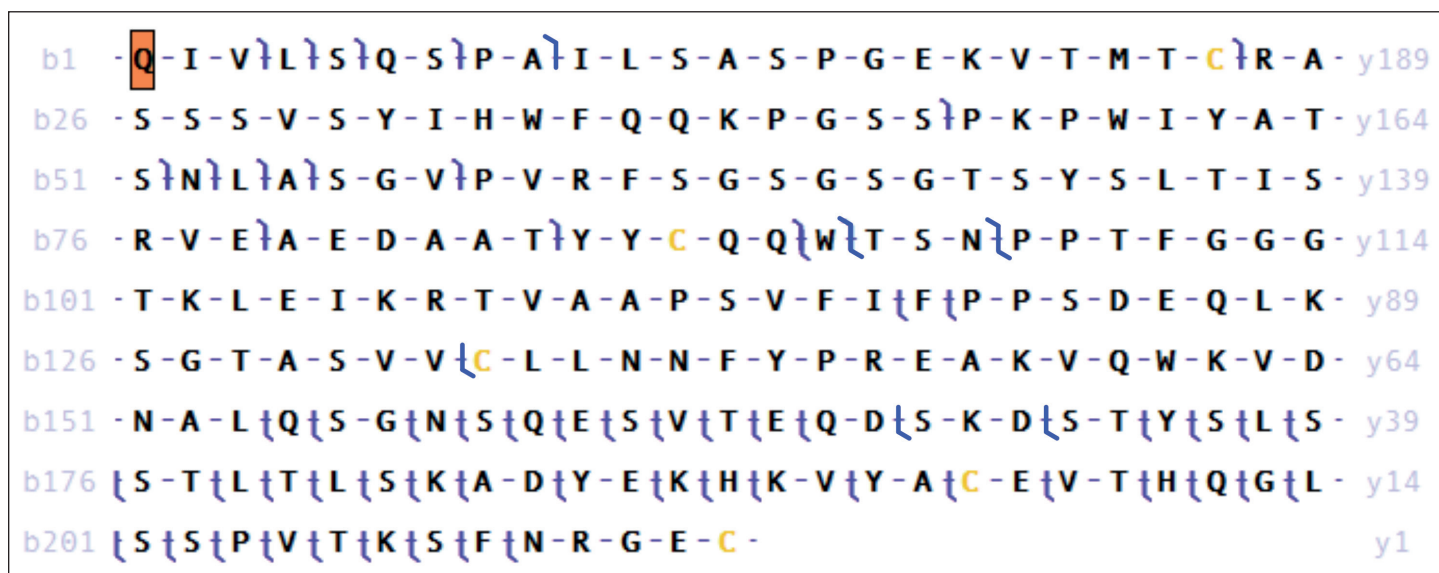 b1 -Q-I-V L S Q-S P-A I-L-S-A-S-P-G-E-K-V-T-M-T-C R-A- y189
b26 -S-S-S-V-S-Y-I-H-W-F-Q-Q-K-P-G-S-S P-K-P-W-I-Y-A-T- y164
b51 -S N L A S-G-V P-V-R-F-S-G-S-G-S-G-T-S-Y-S-L-T-I-S- y139
b76 -R-V-E A-E-D-A-A-T Y-Y-C-Q-Q W T-S-N P-P-T-F-G-G-G- y114
b101 -T-K-L-E-I-K-R-T-V-A-A-P-S-V-F-I F P-P-S-D-E-Q-L-K- y89
b126 -S-G-T-A-S-V-V C-L-L-N-N-F-Y-P-R-E-A-K-V-Q-W-K-V-D- y64
b151 -N-A-L Q S-G N S Q E S V T E Q-D S-K-D S-T Y S L S- y39
b176 S-T L T L S K A-D Y-E K H K-V Y-A C-E V-T H Q G L- y14
b201 S S P V T K S F N-R-G-E-C- y1